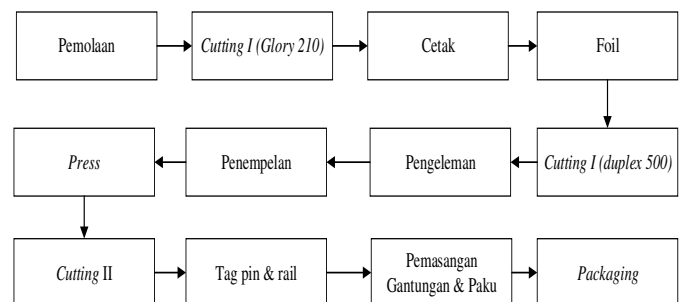 Pemolaan
Cutting I (Glory 210)
Cetak
Foil
Press
Penempelan
Pengeleman
Cutting I (duplex 500)
Cutting II
Tag pin & rail
Pemasangan
Gantungan & Paku
Packaging